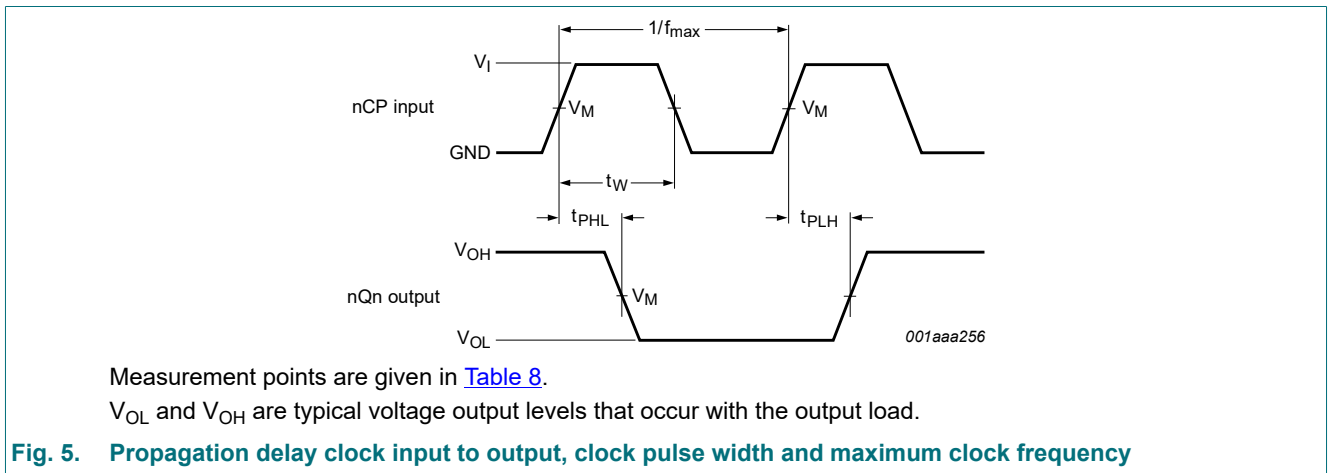 1/fmax
VI
nCP input
VM
VM
GND
tW
tPHL
tPLH
VOH
nQn output
VM
VOL
001aaa256
Measurement points are given in Table 8.
VOL and VOH are typical voltage output levels that occur with the output load.
Fig. 5. Propagation delay clock input to output, clock pulse width and maximum clock frequency